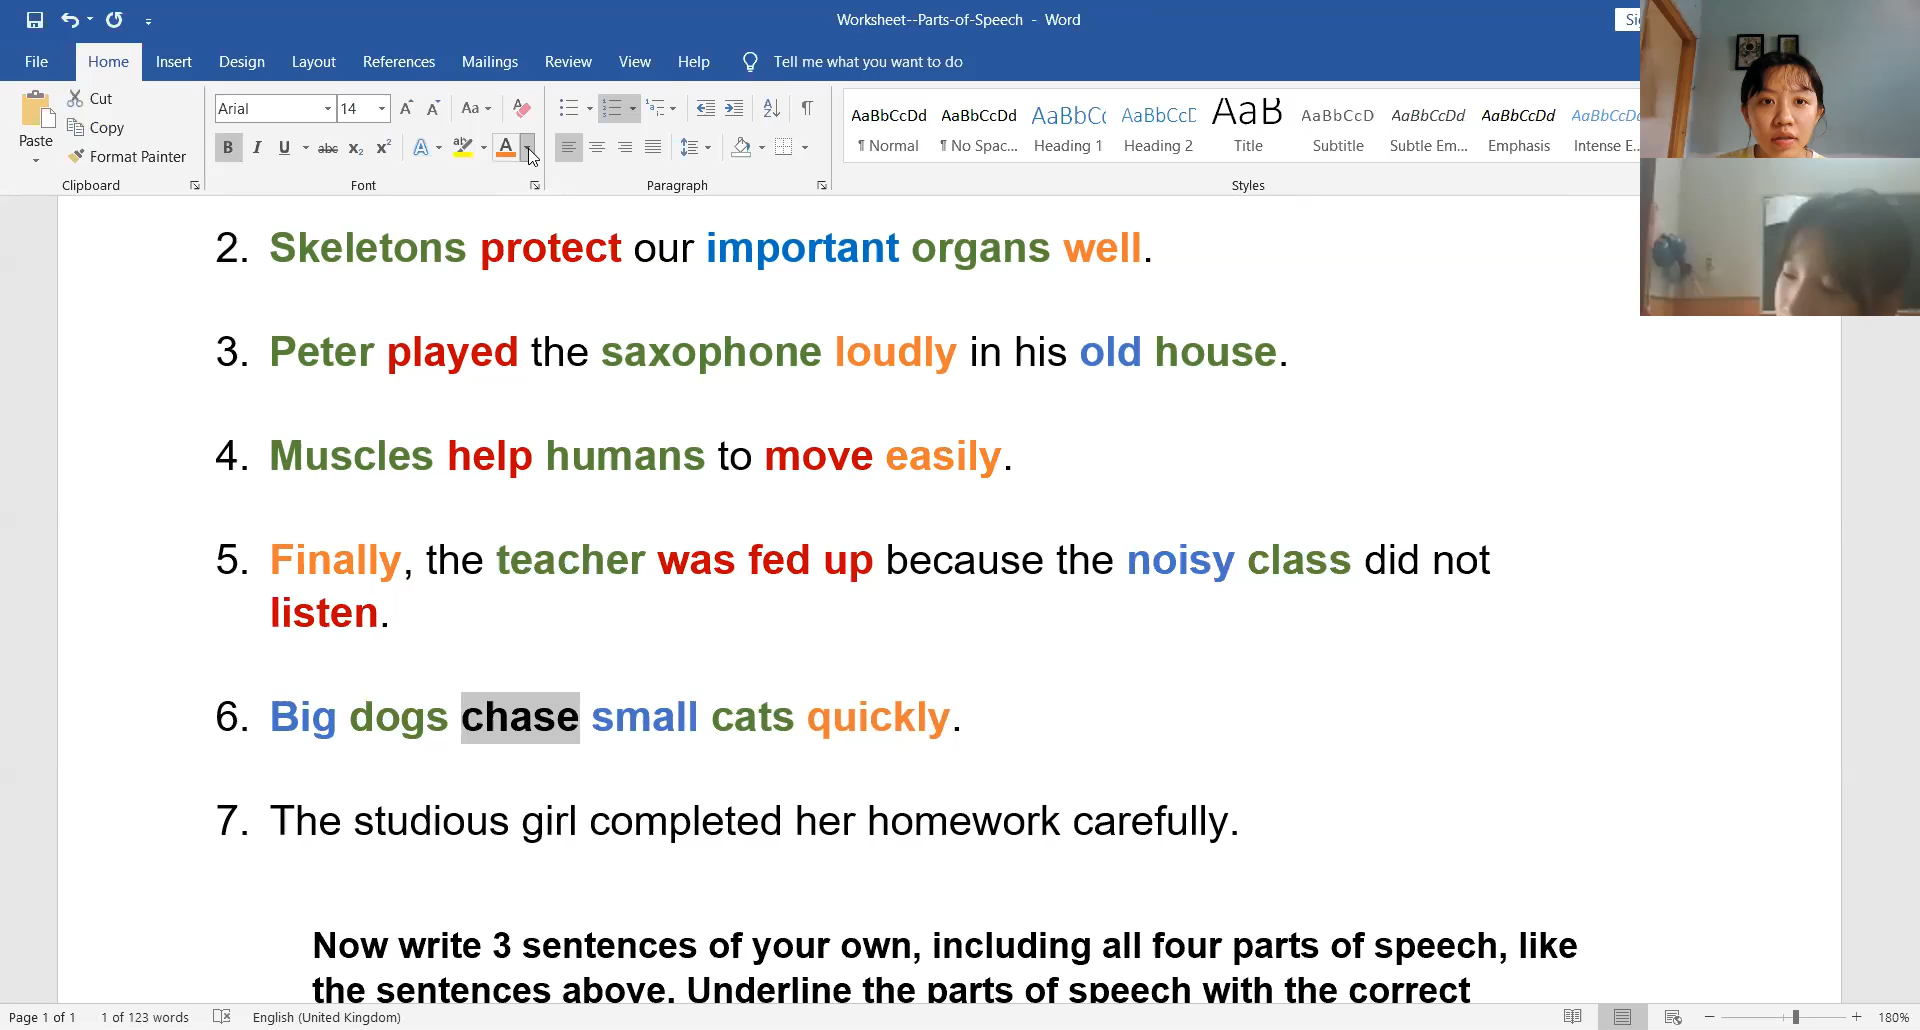 Worksheet--Parts-of-Speech - Word
File Home Insert Design Layout References Mailings Review View Help Tell me what you want to do
Paste
Cut
Copy
Format Painter
Clipboard
Arial 14
Font
Paragraph
AaBbCcDd AaBbCcDd AaBbCc AaBbCcD AaB AaBbCcD AaBbCcDd AaBbCcDd AaBbCcDd
¶ Normal ¶ No Spac... Heading 1 Heading 2 Title Subtitle Subtle Em... Emphasis Intense E...
Styles
2. Skeletons protect our important organs well.
3. Peter played the saxophone loudly in his old house.
4. Muscles help humans to move easily.
5. Finally, the teacher was fed up because the noisy class did not
listen.
6. Big dogs chase small cats quickly.
7. The studious girl completed her homework carefully.
Now write 3 sentences of your own, including all four parts of speech, like
the sentences above. Underline the parts of speech with the correct
Page 1 of 1 1 of 123 words English (United Kingdom) 180%